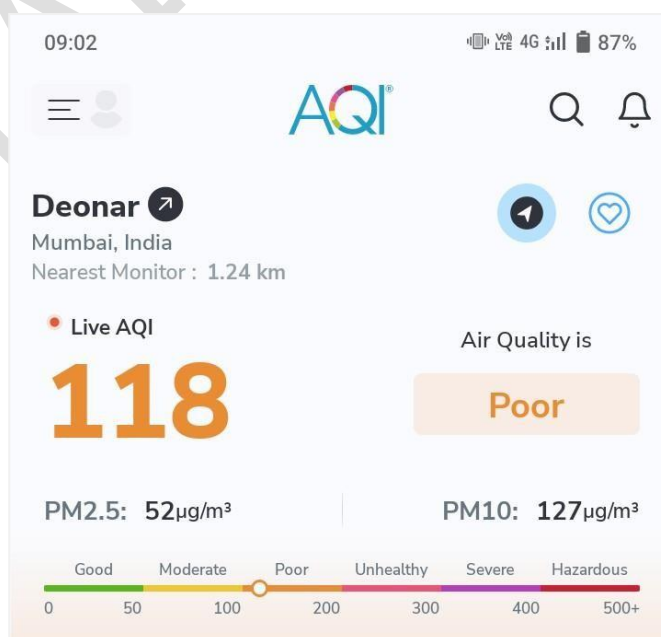 09:02 Vo) LTE 4G 87%
AQI®
Deonar
Mumbai, India
Nearest Monitor : 1.24 km
Live AQI
Air Quality is
118
Poor
PM2.5: 52µg/m³ PM10: 127µg/m³
Good Moderate Poor Unhealthy Severe Hazardous
0 50 100 200 300 400 500+